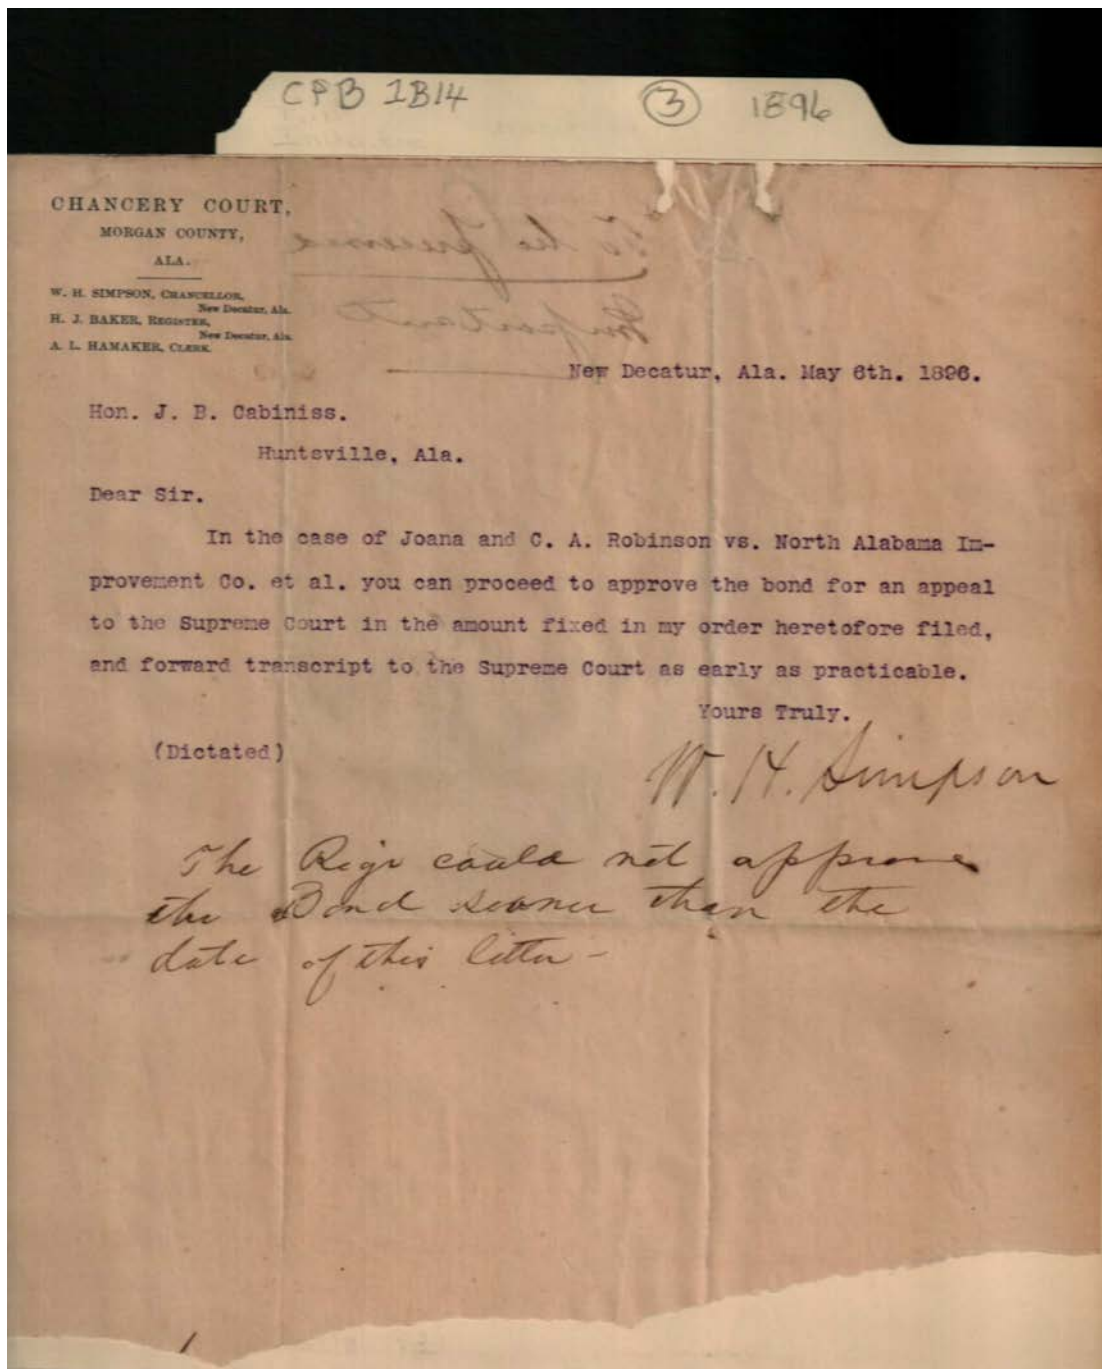 CPB 1B14 3 1896
CHANCERY COURT,
MORGAN COUNTY,
ALA.
W. H. SIMPSON, CHANCELLOR,
New Decatur, Ala.
H. J. BAKER, REGISTER,
New Decatur, Ala.
A. L. HAMAKER, CLERK.
Important
New Decatur, Ala. May 6th. 1896.
Hon. J. B. Cabiniss.
Huntsville, Ala.
Dear Sir.
In the case of Joana and C. A. Robinson vs. North Alabama Im-
provement Co. et al. you can proceed to approve the bond for an appeal
to the Supreme Court in the amount fixed in my order heretofore filed,
and forward transcript to the Supreme Court as early as practicable.
Yours Truly.
(Dictated)
W. H. Simpson
The Regr could not approve
the Bond sooner than the
date of this letter -